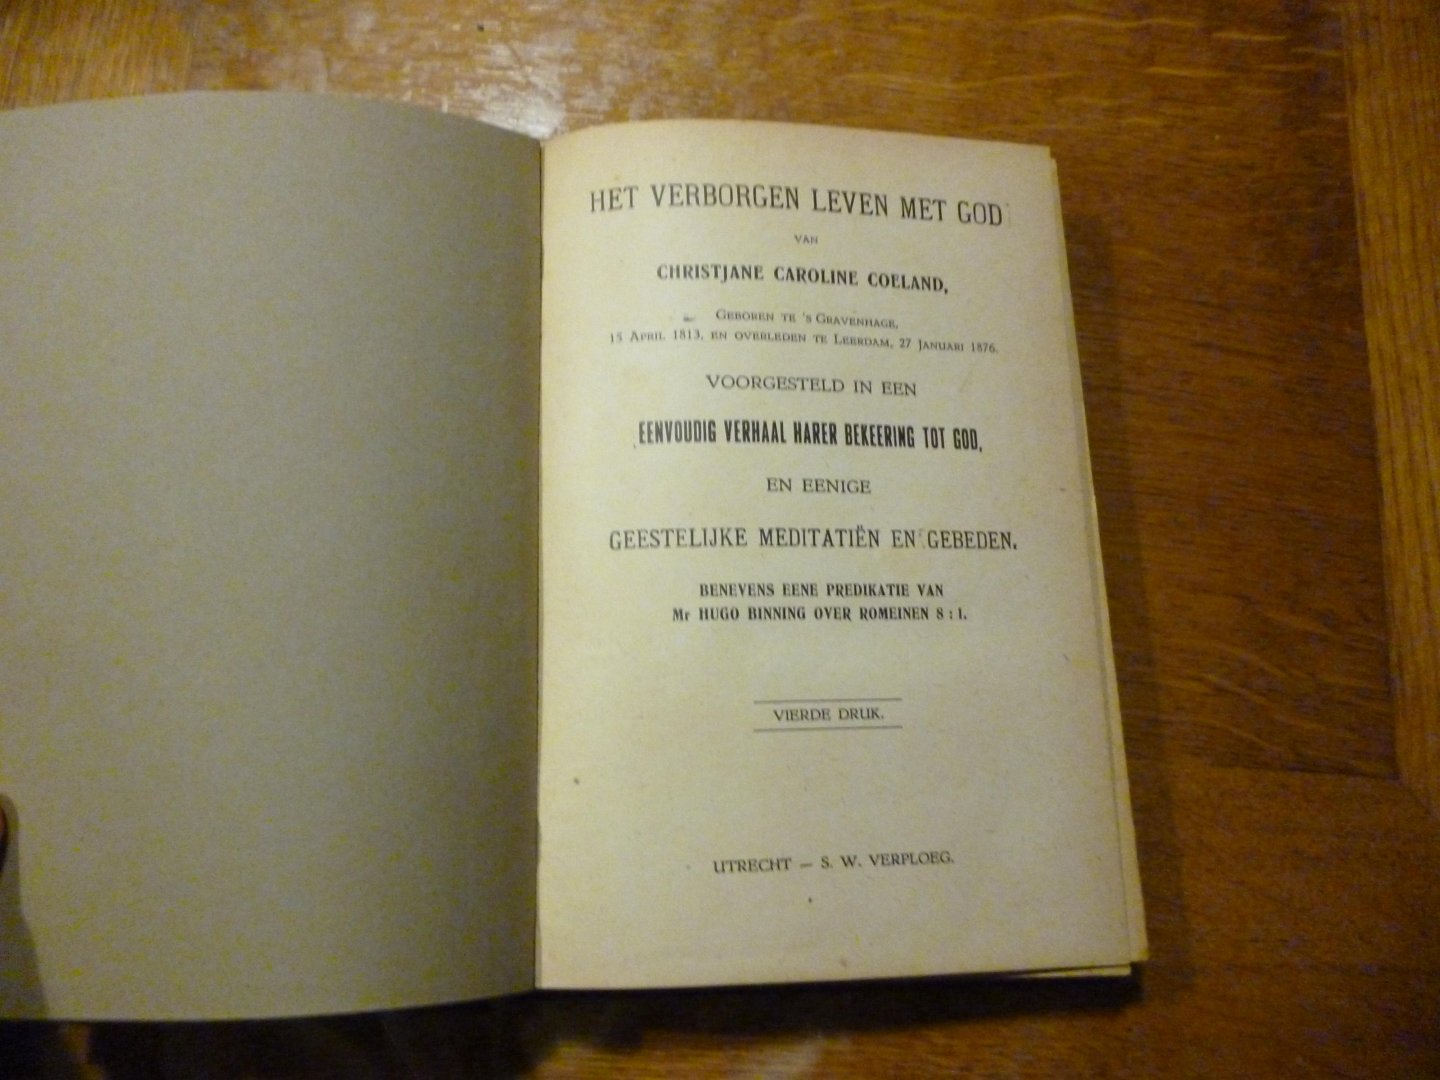 HET VERBORGEN LEVEN MET GOD
VAN
CHRISTJANE CAROLINE COELAND,
GEBOREN TE 's GRAVENHAGE,
15 APRIL 1813, EN OVERLEDEN TE LEERDAM, 27 JANUARI 1876.
VOORGESTELD IN EEN
EENVOUDIG VERHAAL HARER BEKEERING TOT GOD,
EN EENIGE
GEESTELIJKE MEDITATIËN EN GEBEDEN.
BENEVENS EENE PREDIKATIE VAN
Mr HUGO BINNING OVER ROMEINEN 8 : 1.
VIERDE DRUK.
UTRECHT — S. W. VERPLOEG.